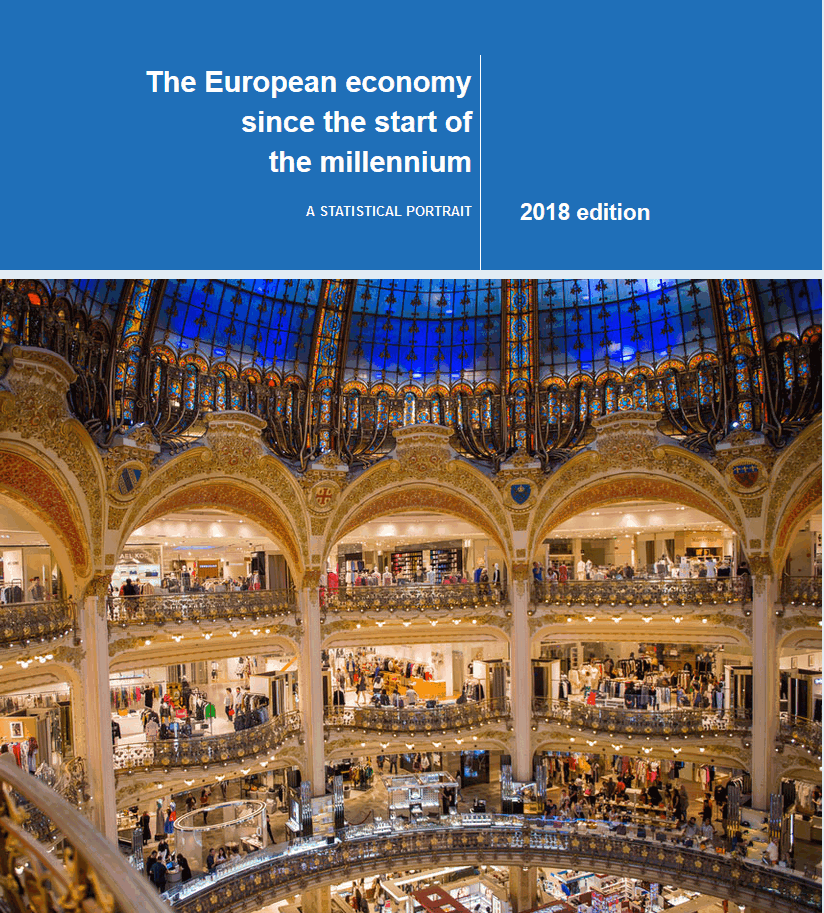 The European economy
since the start of
the millennium
A STATISTICAL PORTRAIT
2018 edition